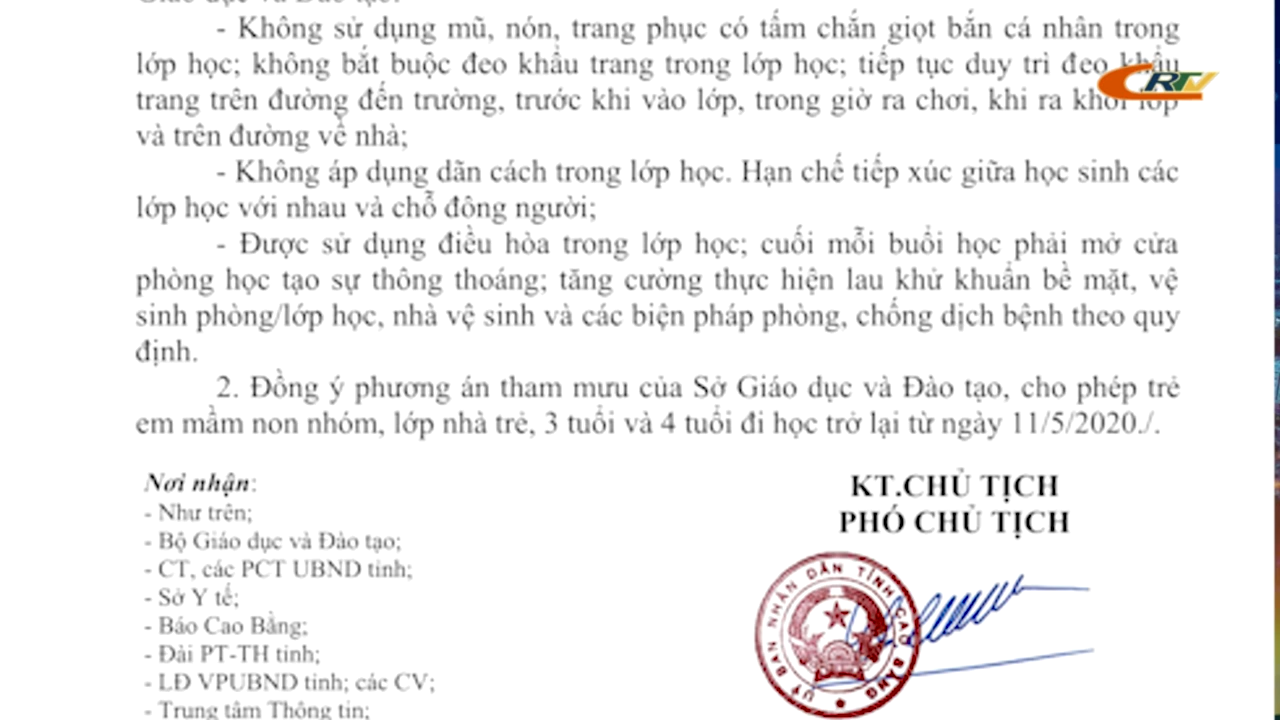 - Không sử dụng mũ, nón, trang phục có tấm chắn giọt bắn cá nhân trong
lớp học; không bắt buộc đeo khẩu trang trong lớp học; tiếp tục duy trì đeo khẩu
trang trên đường đến trường, trước khi vào lớp, trong giờ ra chơi, khi ra khỏi lớp
và trên đường về nhà;
- Không áp dụng dãn cách trong lớp học. Hạn chế tiếp xúc giữa học sinh các
lớp học với nhau và chỗ đông người;
- Được sử dụng điều hòa trong lớp học; cuối mỗi buổi học phải mở cửa
phòng học tạo sự thông thoáng; tăng cường thực hiện lau khử khuẩn bề mặt, vệ
sinh phòng/lớp học, nhà vệ sinh và các biện pháp phòng, chống dịch bệnh theo quy
định.
2. Đồng ý phương án tham mưu của Sở Giáo dục và Đào tạo, cho phép trẻ
em mầm non nhóm, lớp nhà trẻ, 3 tuổi và 4 tuổi đi học trở lại từ ngày 11/5/2020./.
Nơi nhận:
- Như trên;
- Bộ Giáo dục và Đào tạo;
- CT, các PCT UBND tỉnh;
- Sở Y tế;
- Báo Cao Bằng;
- Đài PT-TH tỉnh;
- LĐ VPUBND tỉnh; các CV;
- Trung tâm Thông tin;
KT.CHỦ TỊCH
PHÓ CHỦ TỊCH
ỦY BAN NHÂN DÂN TỈNH CAO BẰNG
CRTV